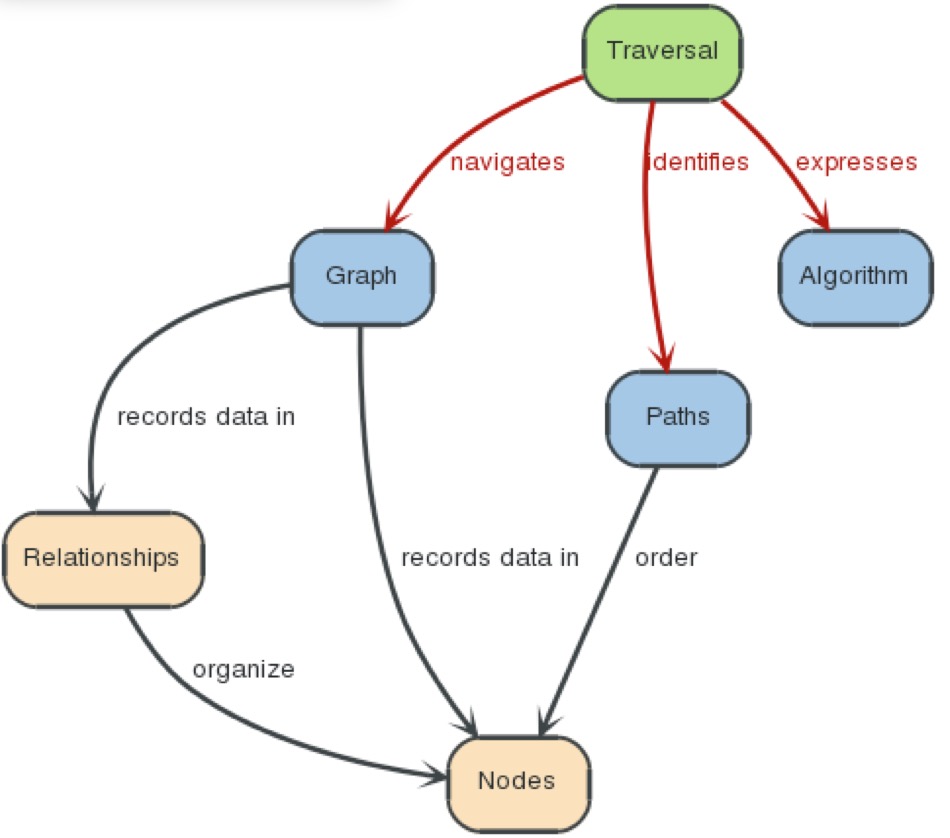 Traversal
navigates
identifies
expresses
Graph
Algorithm
records data in
Paths
Relationships
records data in
order
organize
Nodes